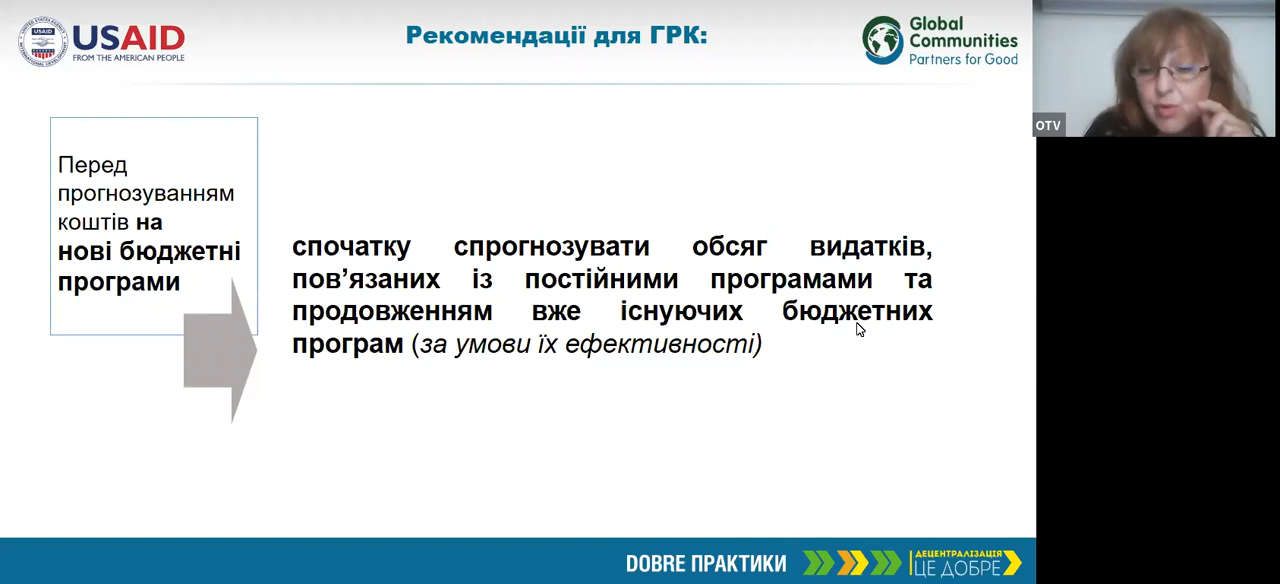 USAID
FROM THE AMERICAN PEOPLE
Рекомендації для ГРК:
Global
Communities
Partners for Good
OTV
Перед
прогнозуванням
коштів на
нові бюджетні
програми
спочатку спрогнозувати обсяг видатків,
пов’язаних із постійними програмами та
продовженням вже існуючих бюджетних
програм (за умови їх ефективності)
DOBRE ПРАКТИКИ
ДЕЦЕНТРАЛІЗАЦІЯ
ЦЕ ДОБРЕ